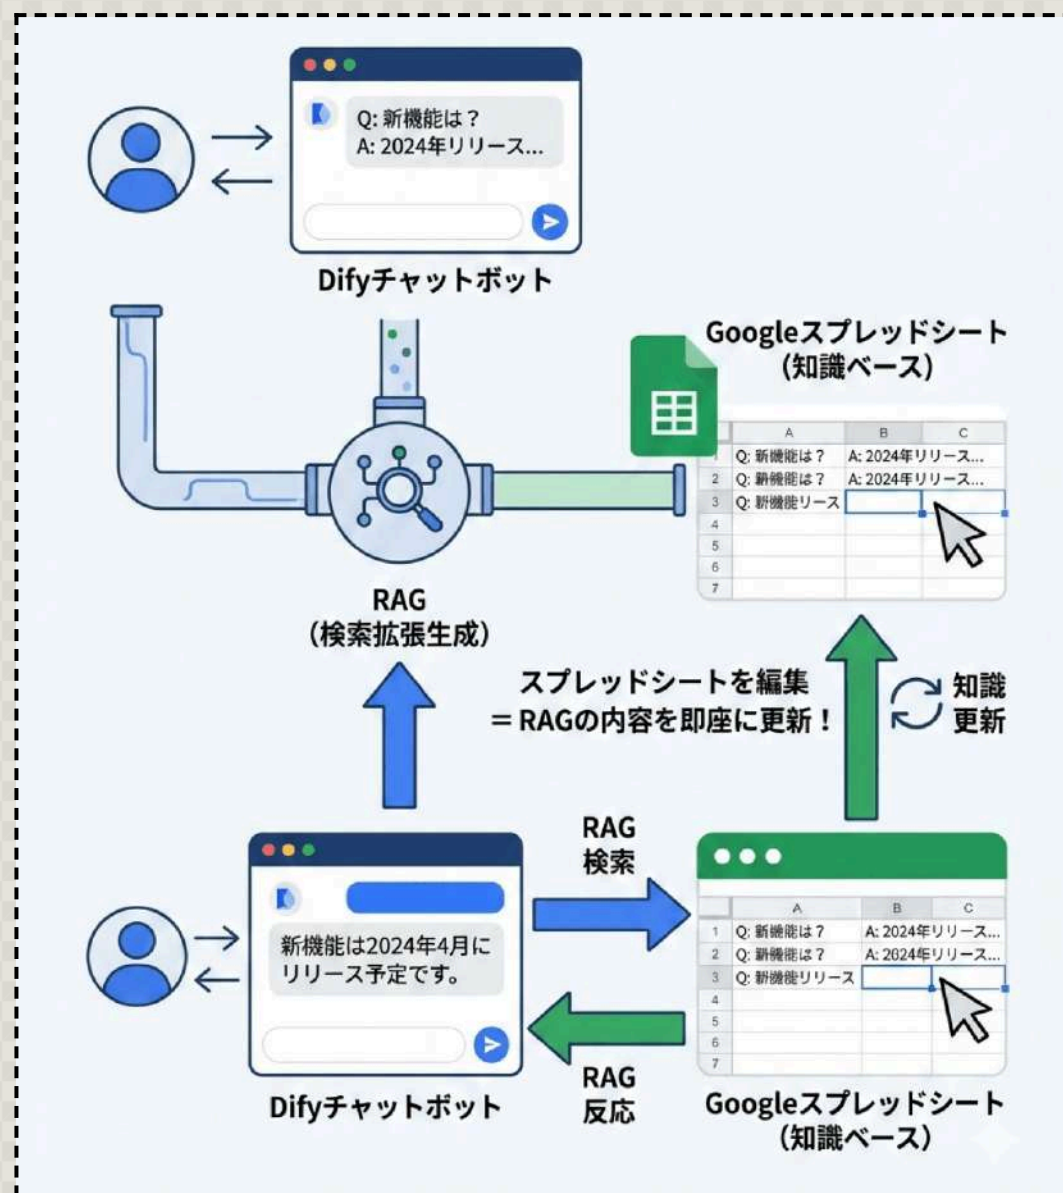 Q: 新機能は？
A: 2024年リリース...
Difyチャットボット
Googleスプレッドシート
（知識ベース）
A B C
1 Q: 新機能は？ A: 2024年リリース...
2 Q: 新機能は？ A: 2024年リリース...
3 Q: 新機能リース
4
5
6
7
RAG
（検索拡張生成）
スプレッドシートを編集
＝RAGの内容を即座に更新！
知識
更新
RAG
検索
新機能は2024年4月に
リリース予定です。
A B C
1 Q: 新機能は？ A: 2024年リリース...
2 Q: 新機能は？ A: 2024年リリース...
3 Q: 新機能リリース
4
5
6
7
RAG
反応
Difyチャットボット
Googleスプレッドシート
（知識ベース）